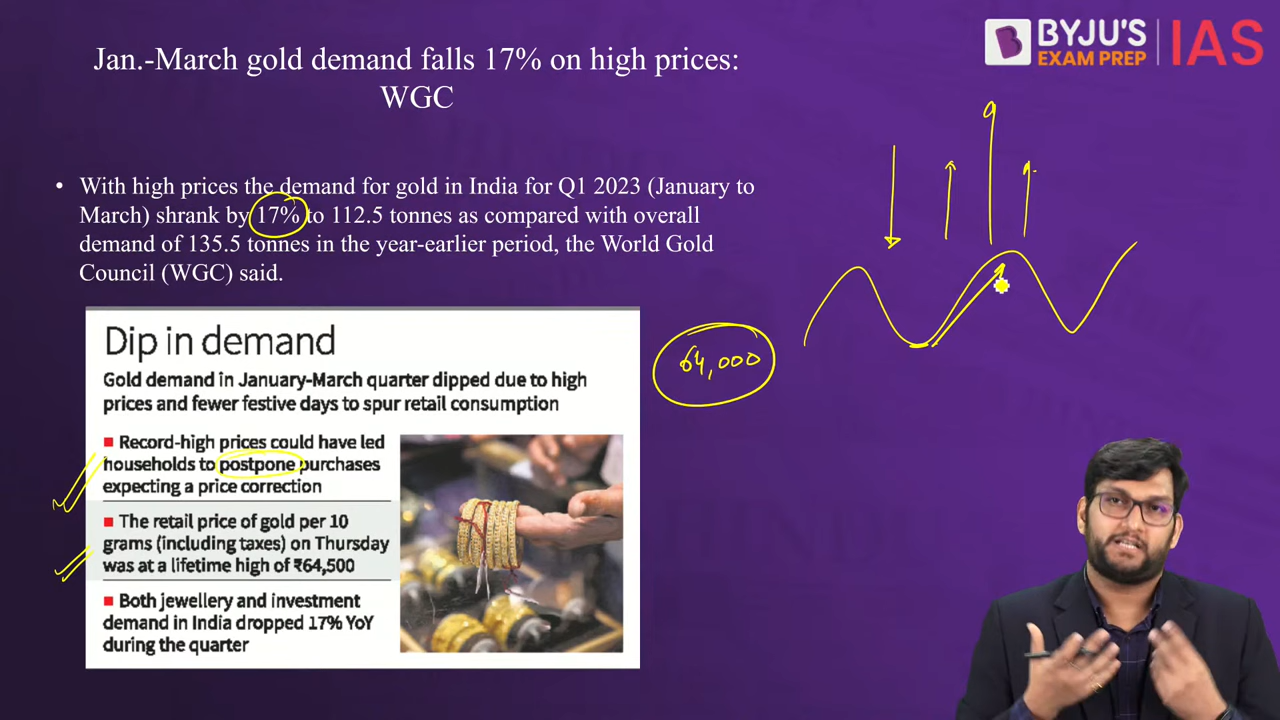 Jan.-March gold demand falls 17% on high prices:
WGC
BYJU'S
EXAM PREP
IAS
• With high prices the demand for gold in India for Q1 2023 (January to
March) shrank by 17% to 112.5 tonnes as compared with overall
demand of 135.5 tonnes in the year-earlier period, the World Gold
Council (WGC) said.
Dip in demand
Gold demand in January-March quarter dipped due to high
prices and fewer festive days to spur retail consumption
Record-high prices could have led
households to postpone purchases
expecting a price correction
The retail price of gold per 10
grams (including taxes) on Thursday
was at a lifetime high of ₹64,500
Both jewellery and investment
demand in India dropped 17% YoY
during the quarter
64,000